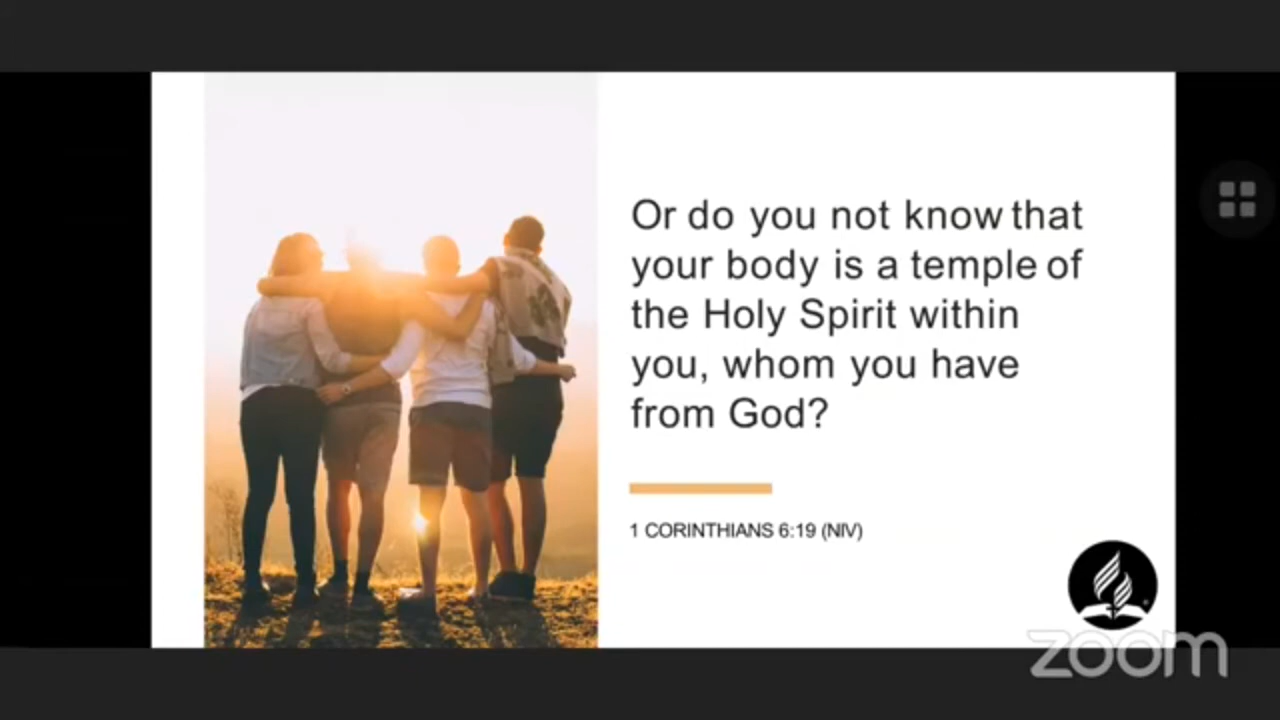 Or do you not know that
your body is a temple of
the Holy Spirit within
you, whom you have
from God?
1 CORINTHIANS 6:19 (NIV)
zoom